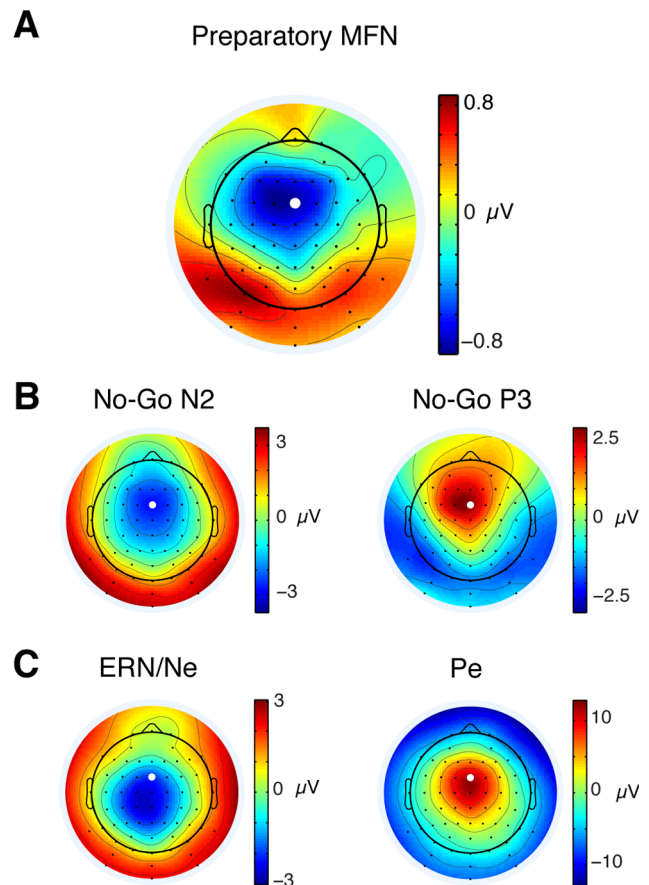 A
Preparatory MFN
0.8
0 µV
−0.8
B
No-Go N2
No-Go P3
3
0 µV
−3
2.5
0 µV
−2.5
C
ERN/Ne
Pe
3
0 µV
−3
10
0 µV
−10